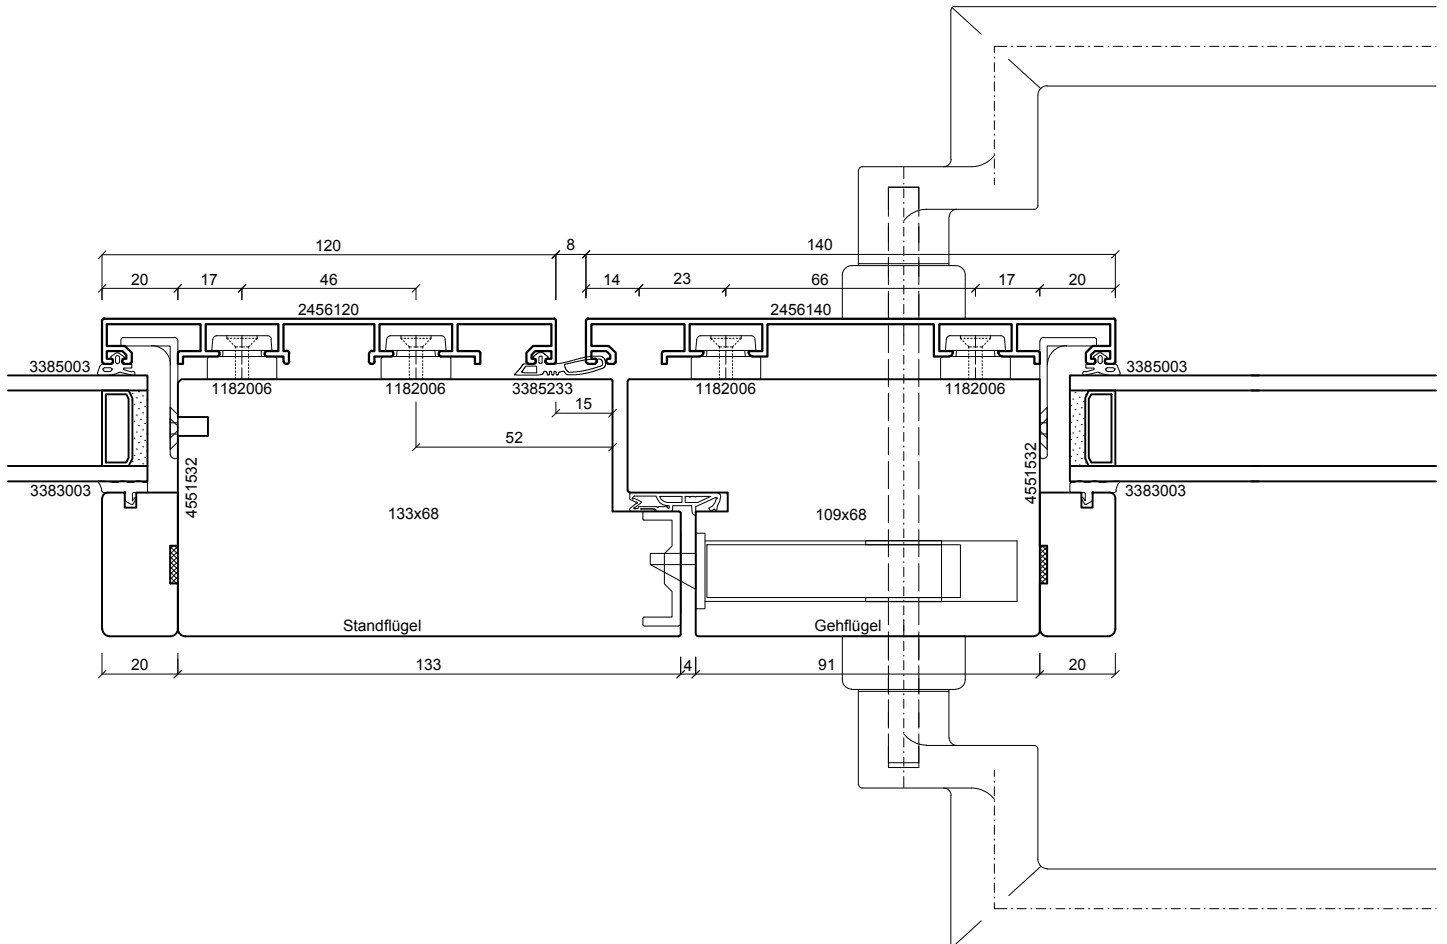 120 8 140
20 17 46 14 23 66 17 20
2456120 2456140
3385003 3385003
1182006 1182006 3385233 1182006 1182006
15
52
4551532 4551532
3383003 3383003
133x68 109x68
Standflügel Gehflügel
20 133 4 91 20